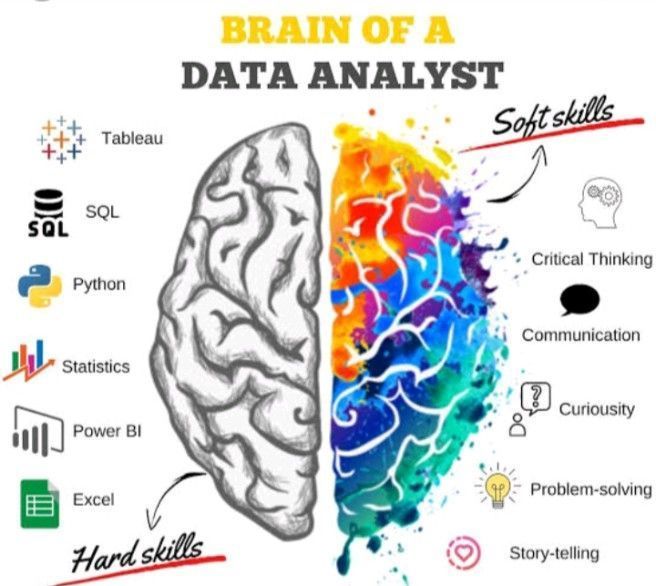 BRAIN OF A
DATA ANALYST
Soft skills
Tableau
SQL
SQL
Python
Statistics
Power BI
Excel
Hard skills
Critical Thinking
Communication
?
Curiousity
Problem-solving
Story-telling